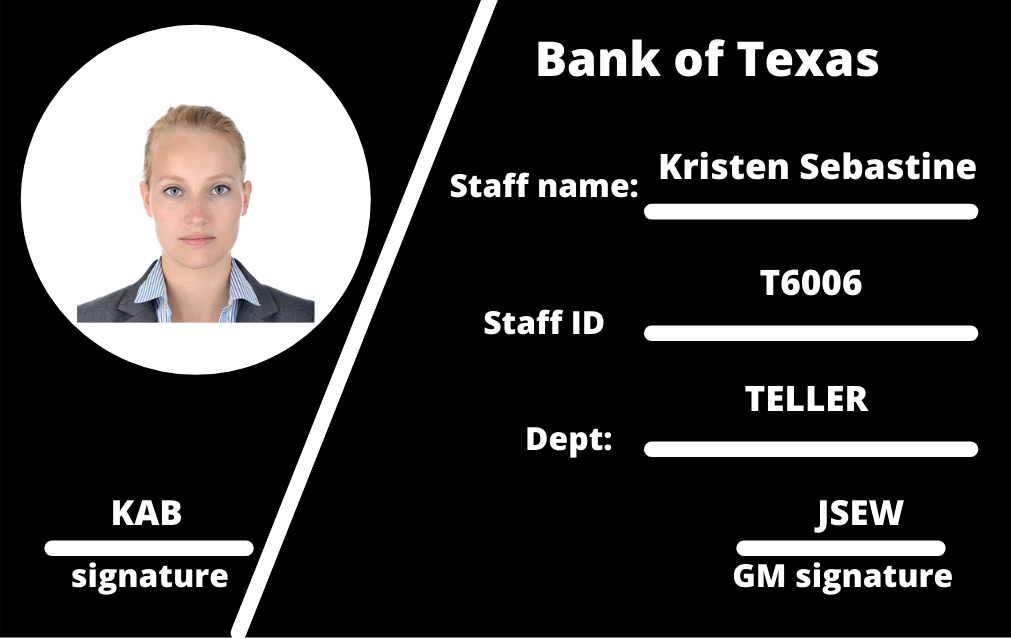 Bank of Texas
Staff name: Kristen Sebastine
Staff ID T6006
Dept: TELLER
KAB
signature
JSEW
GM signature